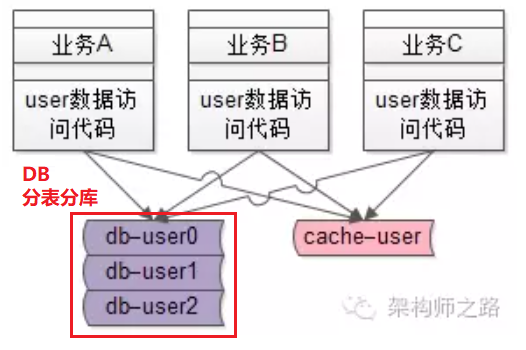 业务A
业务B
业务C
user数据访
问代码
user数据访
问代码
user数据访
问代码
DB
分表分库
db-user0
db-user1
db-user2
cache-user
架构师之路